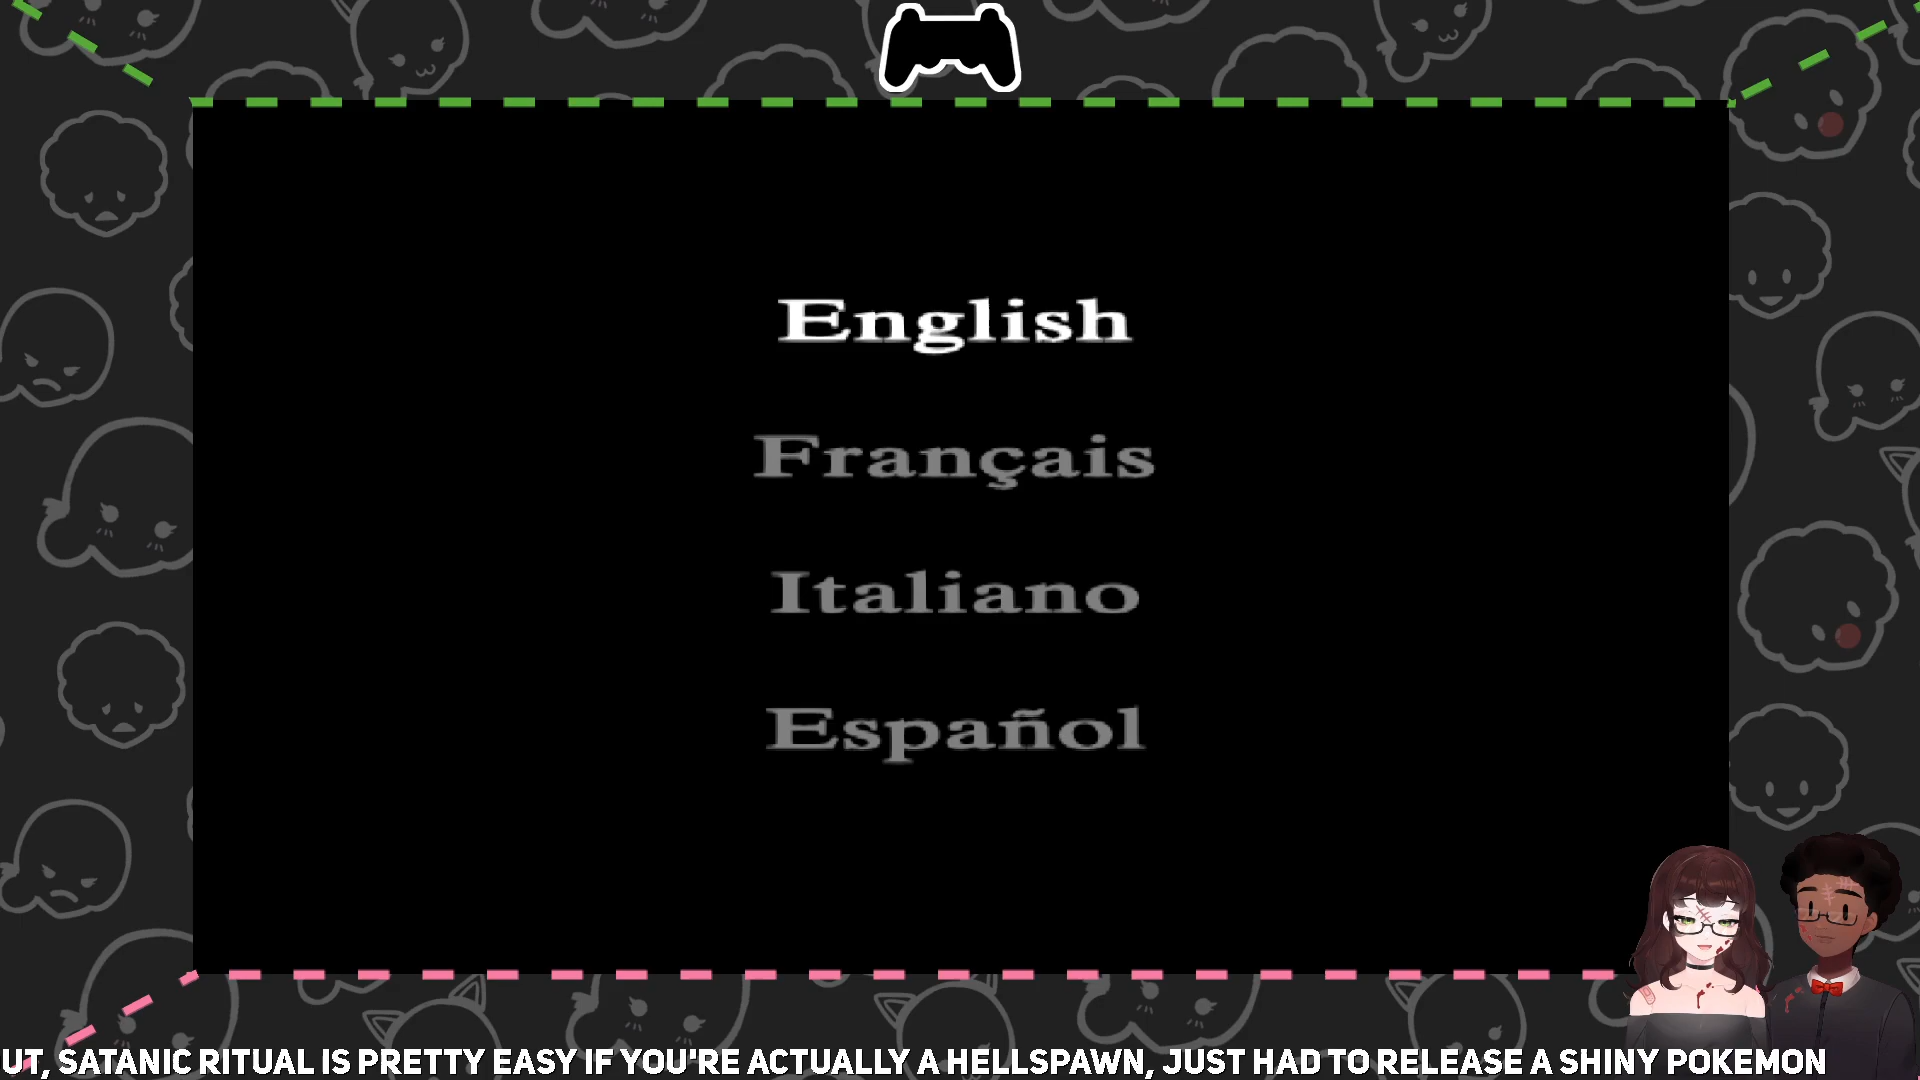 English
Français
Italiano
Español
UT, SATANIC RITUAL IS PRETTY EASY IF YOU'RE ACTUALLY A HELLSPAWN, JUST HAD TO RELEASE A SHINY POKEMON